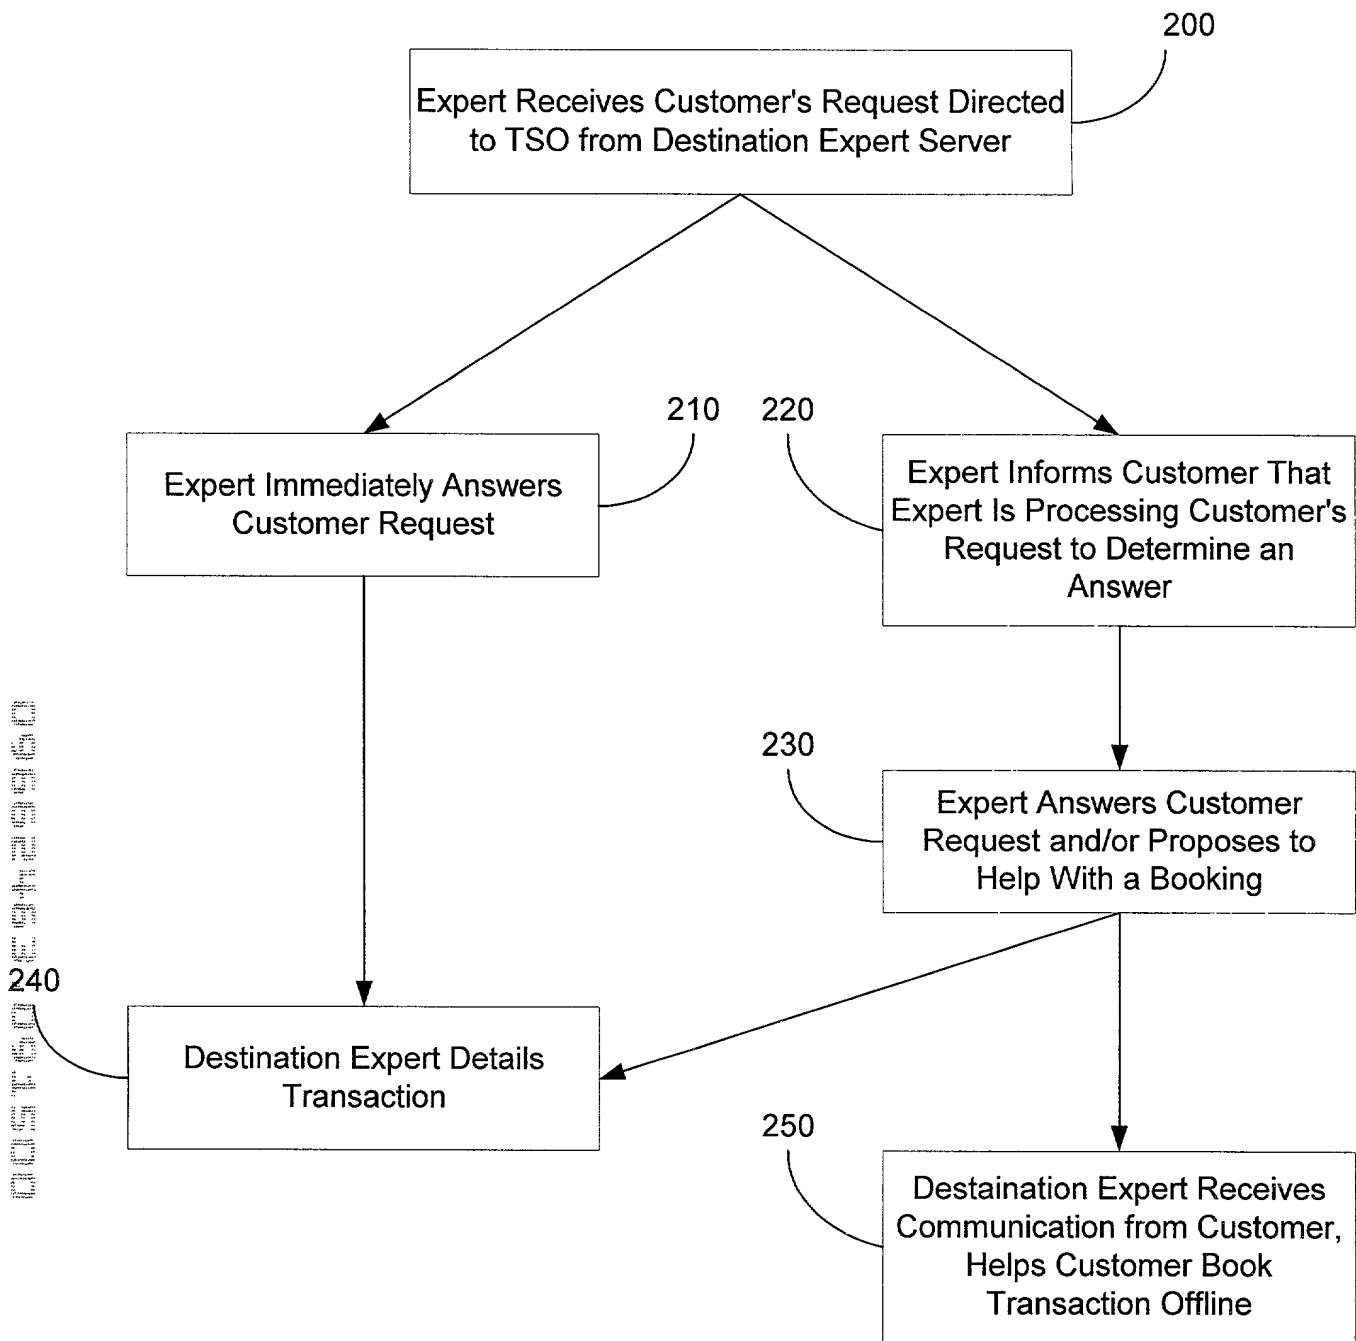 200
Expert Receives Customer's Request Directed
to TSO from Destination Expert Server
210
220
Expert Immediately Answers
Customer Request
Expert Informs Customer That
Expert Is Processing Customer's
Request to Determine an
Answer
230
Expert Answers Customer
Request and/or Proposes to
Help With a Booking
240
Destination Expert Details
Transaction
250
Destaination Expert Receives
Communication from Customer,
Helps Customer Book
Transaction Offline